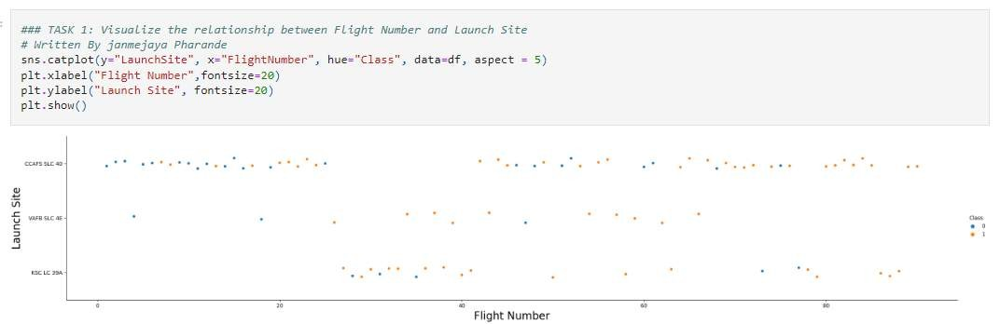 ### TASK 1: Visualize the relationship between Flight Number and Launch Site
# Written By janmejaya Pharande
sns.catplot(y="LaunchSite", x="FlightNumber", hue="Class", data=df, aspect = 5)
plt.xlabel("Flight Number",fontsize=20)
plt.ylabel("Launch Site", fontsize=20)
plt.show()
CCAFS SLC 40
VAFB SLC 4E
KSC LC 39A
Launch Site
0 20 40 60 80
Flight Number
Class
0
1